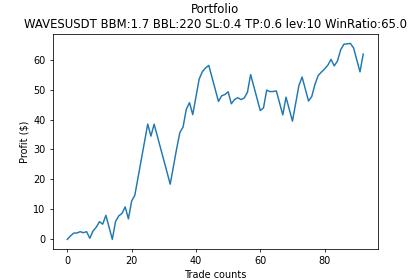 Portfolio
WAVESUSDT BBM:1.7 BBL:220 SL:0.4 TP:0.6 lev:10 WinRatio:65.0
60
50
40
30
20
10
0
Profit ($)
0 20 40 60 80
Trade counts